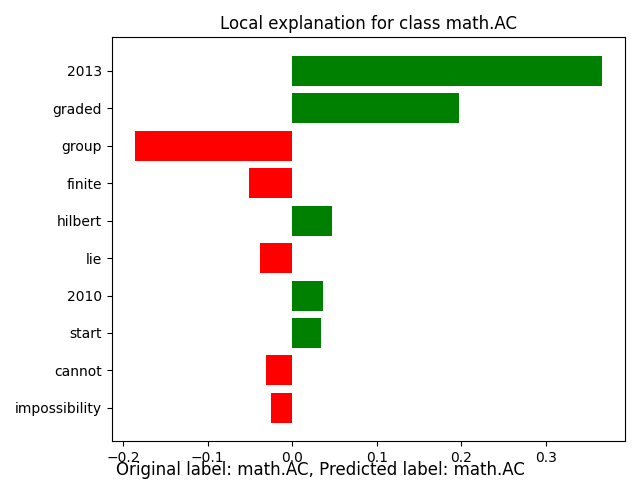 Local explanation for class math.AC
2013
graded
group
finite
hilbert
lie
2010
start
cannot
impossibility
−0.2 −0.1 0.0 0.1 0.2 0.3
Original label: math.AC, Predicted label: math.AC